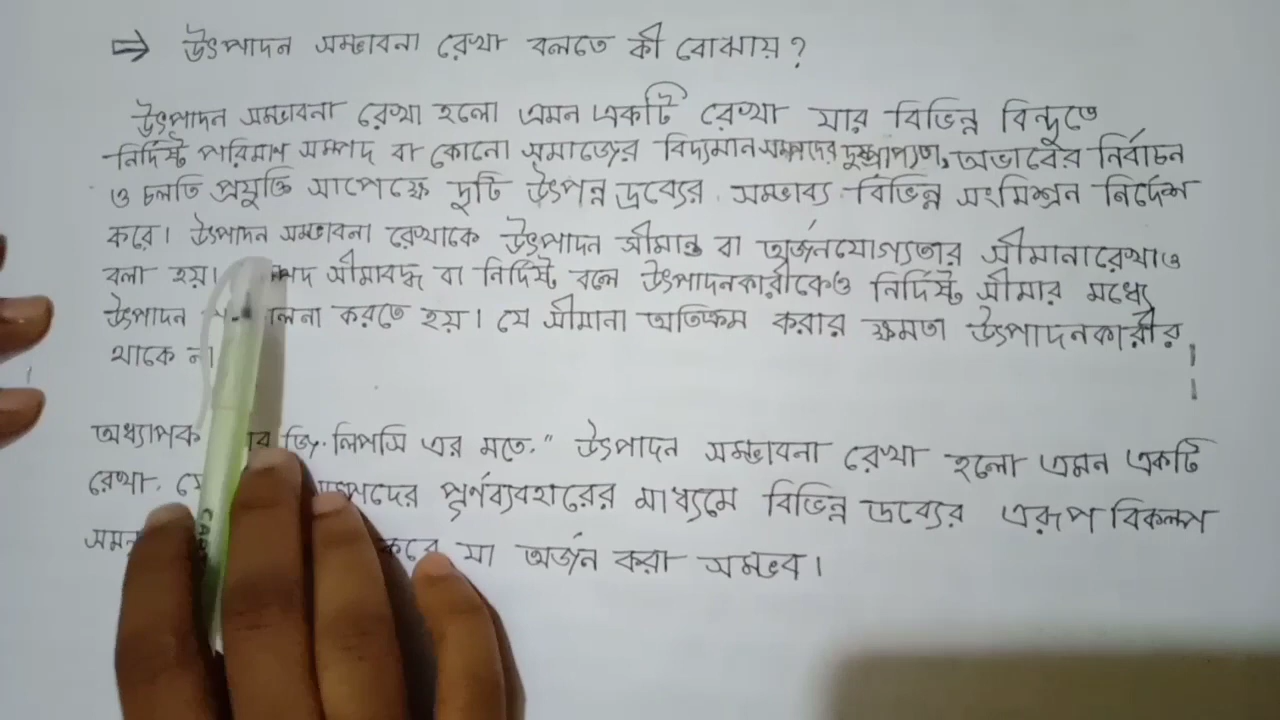 ⇒ উৎপাদন সম্ভাবনা রেখা বলতে কী বোঝায়?
উৎপাদন সম্ভাবনা রেখা হলো এমন একটি রেখা যার বিভিন্ন বিন্দুতে
নির্দিষ্ট পরিমাণ সম্পদ বা কোনো সমাজের বিদ্যমান সম্পদের দুষ্প্রাপ্যতা, অভাবের নির্বাচন
ও চলতি প্রযুক্তি সাপেক্ষে দুটি উৎপন্ন দ্রব্যের সম্ভাব্য বিভিন্ন সংমিশ্রন নির্দেশ
করে। উৎপাদন সম্ভাবনা রেখাকে উৎপাদন সীমান্ত বা অর্জনযোগ্যতার সীমানারেখাও
বলা হয়। সীমাবদ্ধ বা নির্দিষ্ট বলে উৎপাদনকারীকেও নির্দিষ্ট সীমার মধ্যে
উৎপাদন করতে হয়। যে সীমানা অতিক্রম করার ক্ষমতা উৎপাদনকারীর
থাকে না
অধ্যাপক জি. লিপসি এর মতে, " উৎপাদন সম্ভাবনা রেখা হলো এমন একটি
রেখা, পূর্ণব্যবহারের মাধ্যমে বিভিন্ন দ্রব্যের এরূপ বিকল্প
করে যা অর্জন করা সম্ভব।